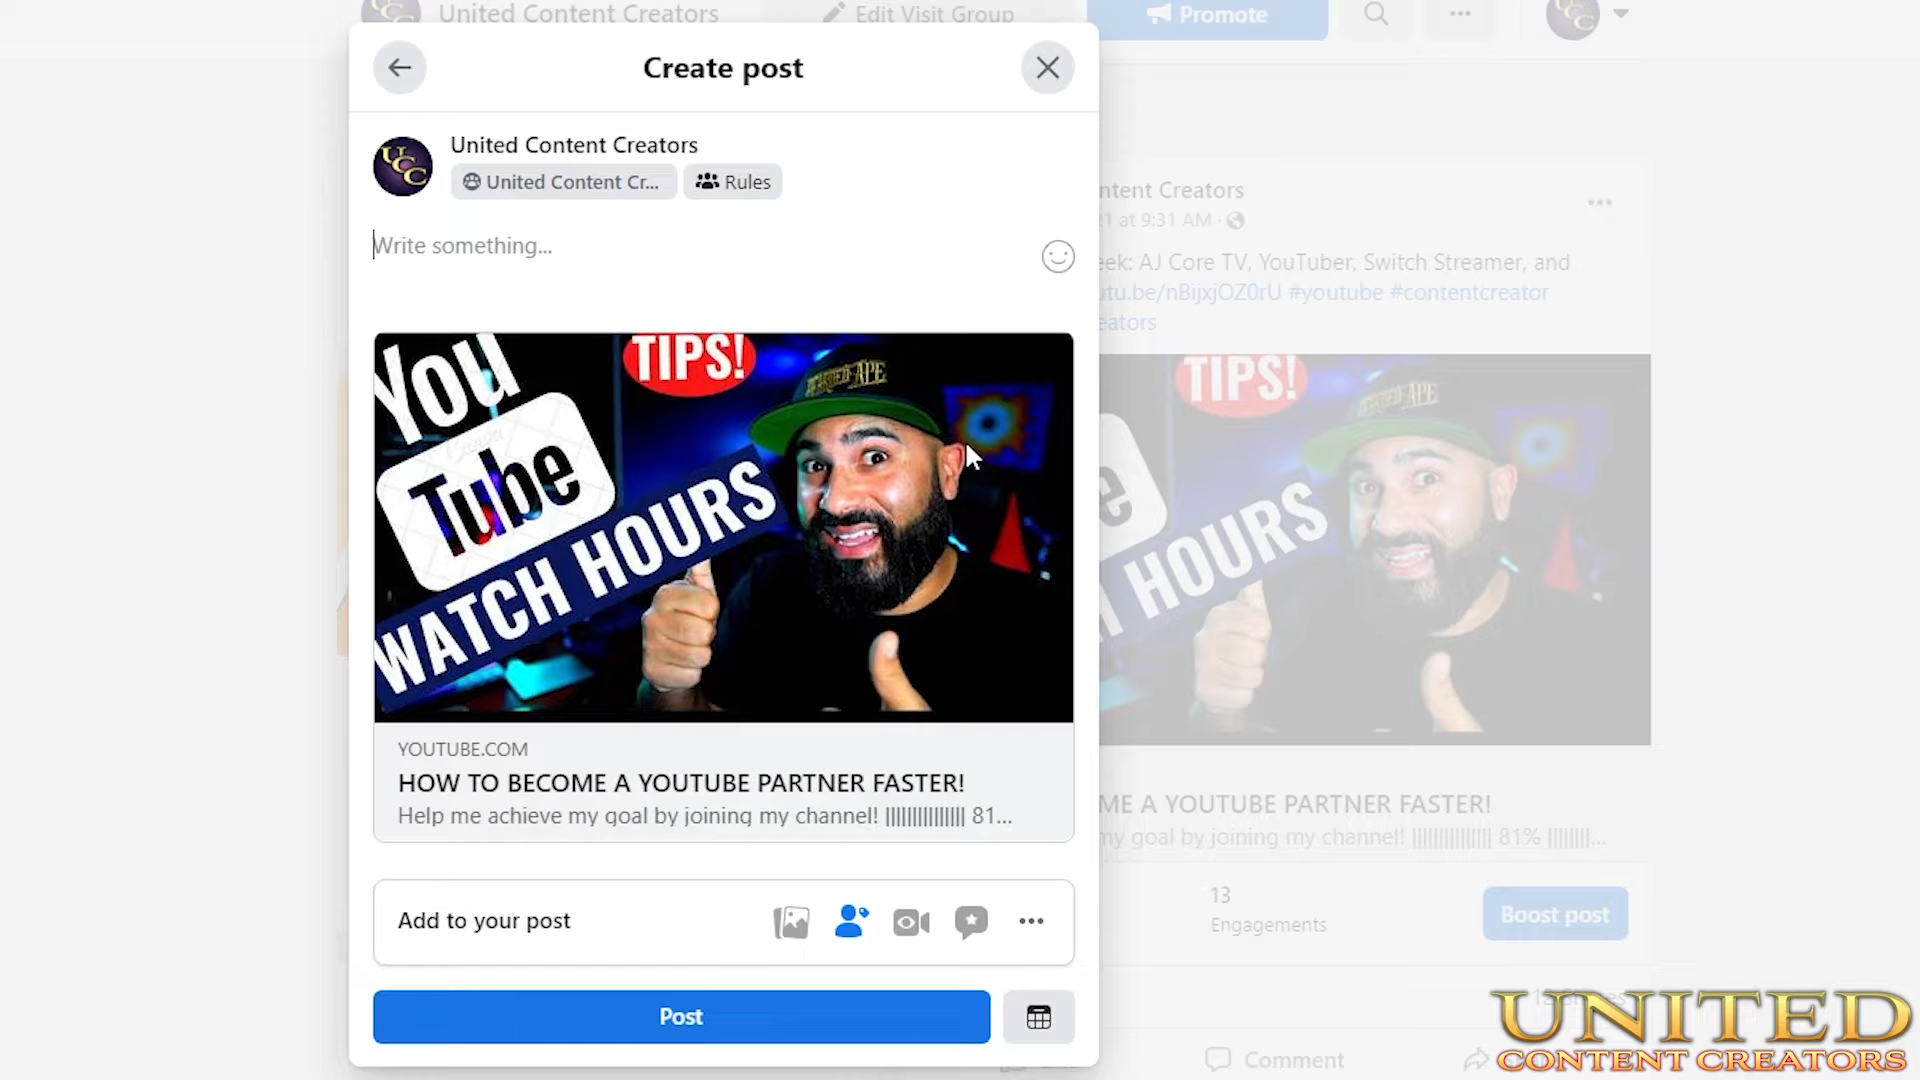 United Content Creators
Edit Visit Group
Promote
Create post
United Content Creators
United Content Cr...
Rules
Write something...
You
Tube
TIPS!
BEARDED APE
WATCH HOURS
YOUTUBE.COM
HOW TO BECOME A YOUTUBE PARTNER FASTER!
Help me achieve my goal by joining my channel! ||||||||||||||| 81...
Add to your post
Post
ntent Creators
1 at 9:31 AM ·
eek: AJ Core TV, YouTuber, Switch Streamer, and
utu.be/nBijxjOZ0rU #youtube #contentcreator
eators
TIPS!
HOURS
ME A YOUTUBE PARTNER FASTER!
my goal by joining my channel! ||||||||||||||| 81% ||||||||...
13
Engagements
Boost post
Comment
UNITED
CONTENT CREATORS